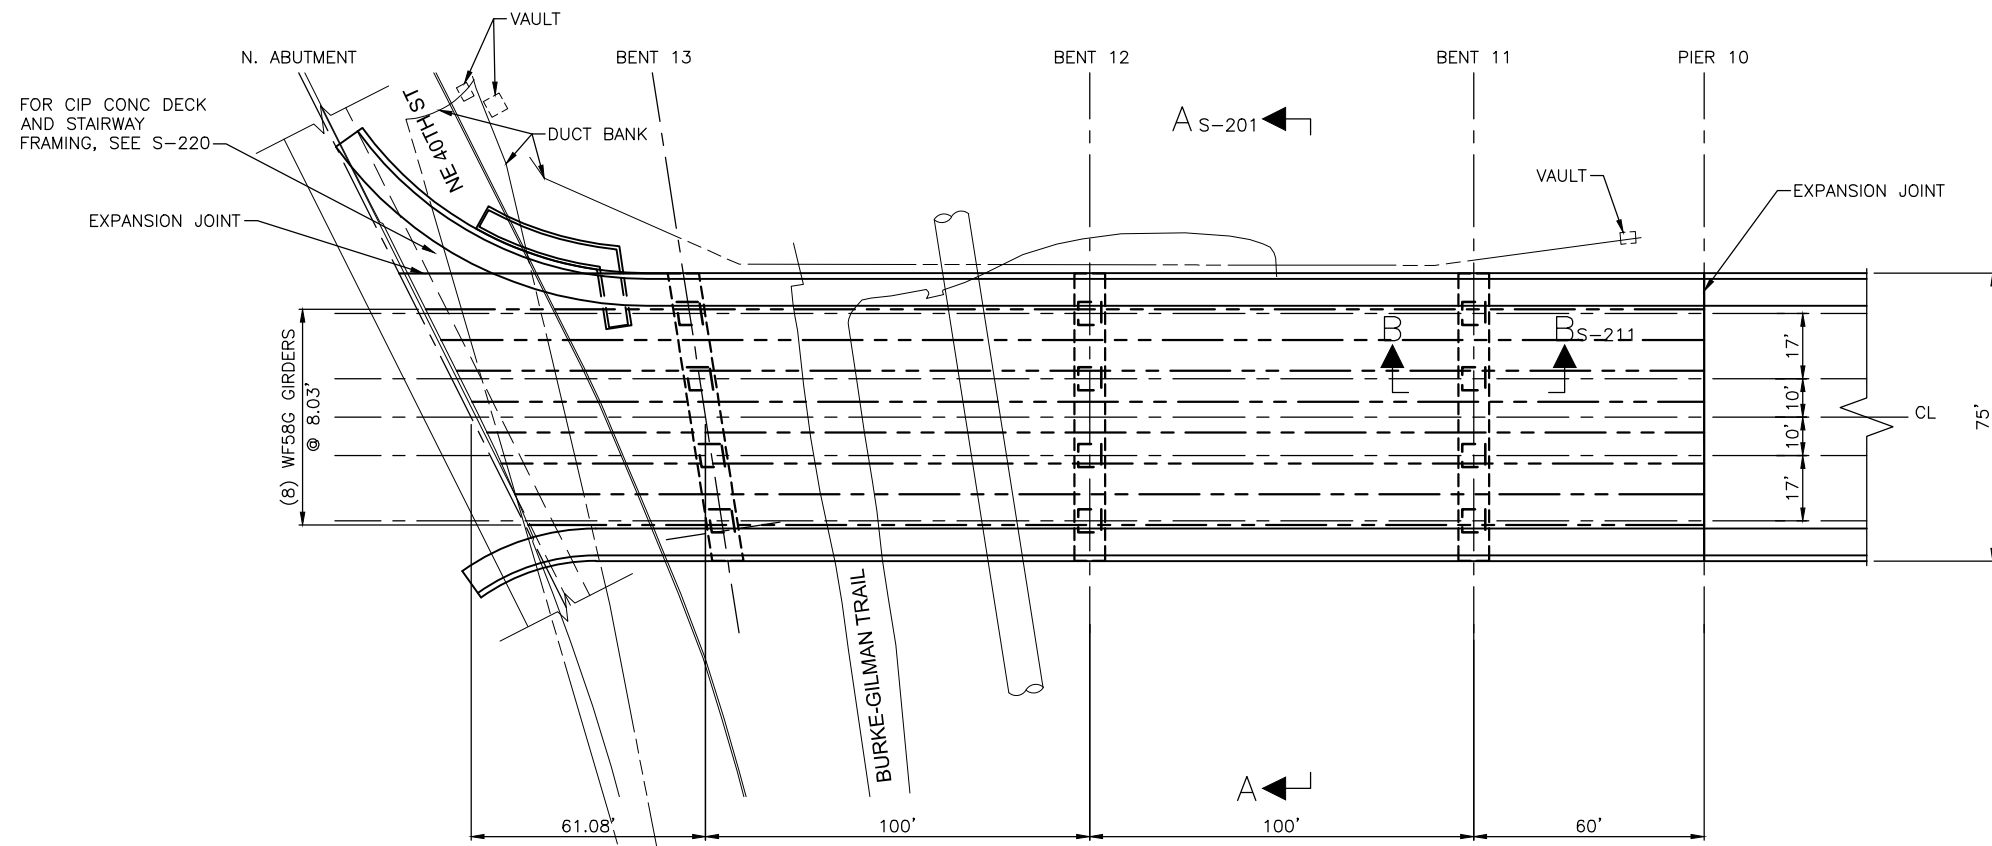 VAULT
N. ABUTMENT
BENT 13
BENT 12
BENT 11
PIER 10
FOR CIP CONC DECK
AND STAIRWAY
FRAMING, SEE S-220
NE 40TH ST
DUCT BANK
A S-201
VAULT
EXPANSION JOINT
EXPANSION JOINT
(8) WF58G GIRDERS
@ 8.03'
B
B S-211
17'
10'
10'
17'
CL
75'
BURKE-GILMAN TRAIL
A
61.08'
100'
100'
60'